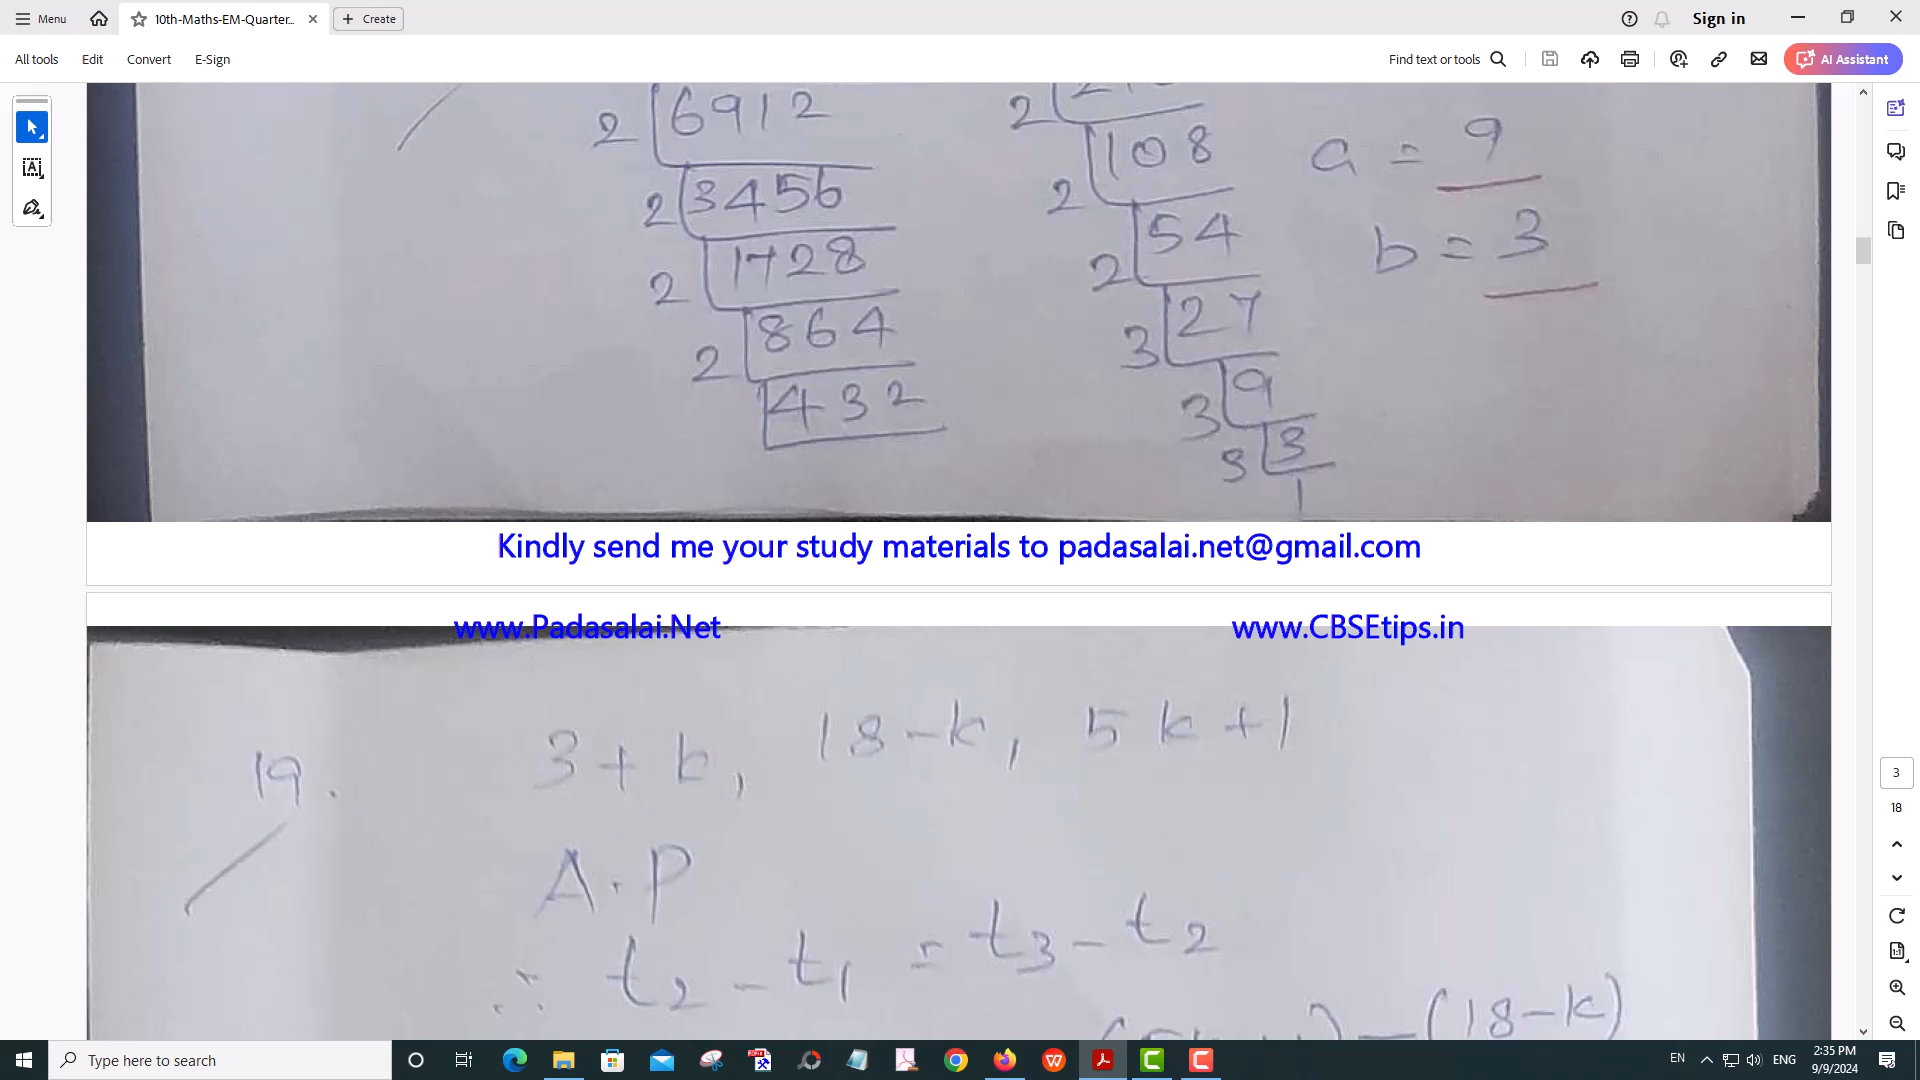 Menu
10th-Maths-EM-Quarter...
Create
Sign in
All tools
Edit
Convert
E-Sign
Find text or tools
AI Assistant
2 6912
2 3456
2 1728
2 864
432
2
2 108
2 54
3 27
3 9
3 3
1
a = 9
b = 3
Kindly send me your study materials to padasalai.net@gmail.com
www.Padasalai.Net www.CBSEtips.in
19. 3+k, 18-k, 5k+1
A.P
∴ t2 - t1 = t3 - t2
-(18-k)
3
18
Type here to search
EN
ENG
2:35 PM
9/9/2024